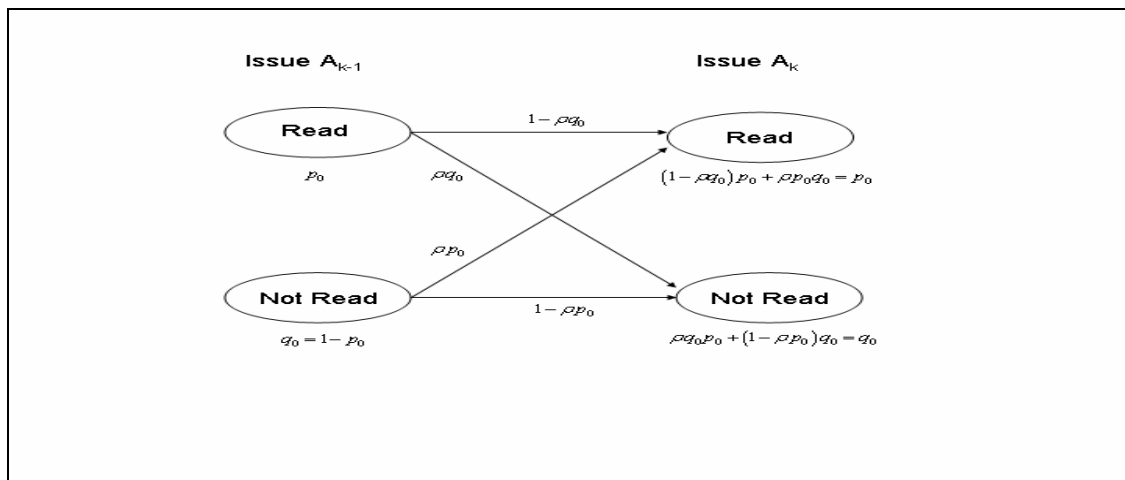 Issue A_{k-1} Issue A_k
Read Read
1 − ρq₀
p₀
ρq₀
(1 − ρq₀)p₀ + ρp₀q₀ = p₀
ρp₀
Not Read Not Read
1 − ρp₀
q₀ = 1 − p₀
ρq₀p₀ + (1 − ρp₀)q₀ = q₀